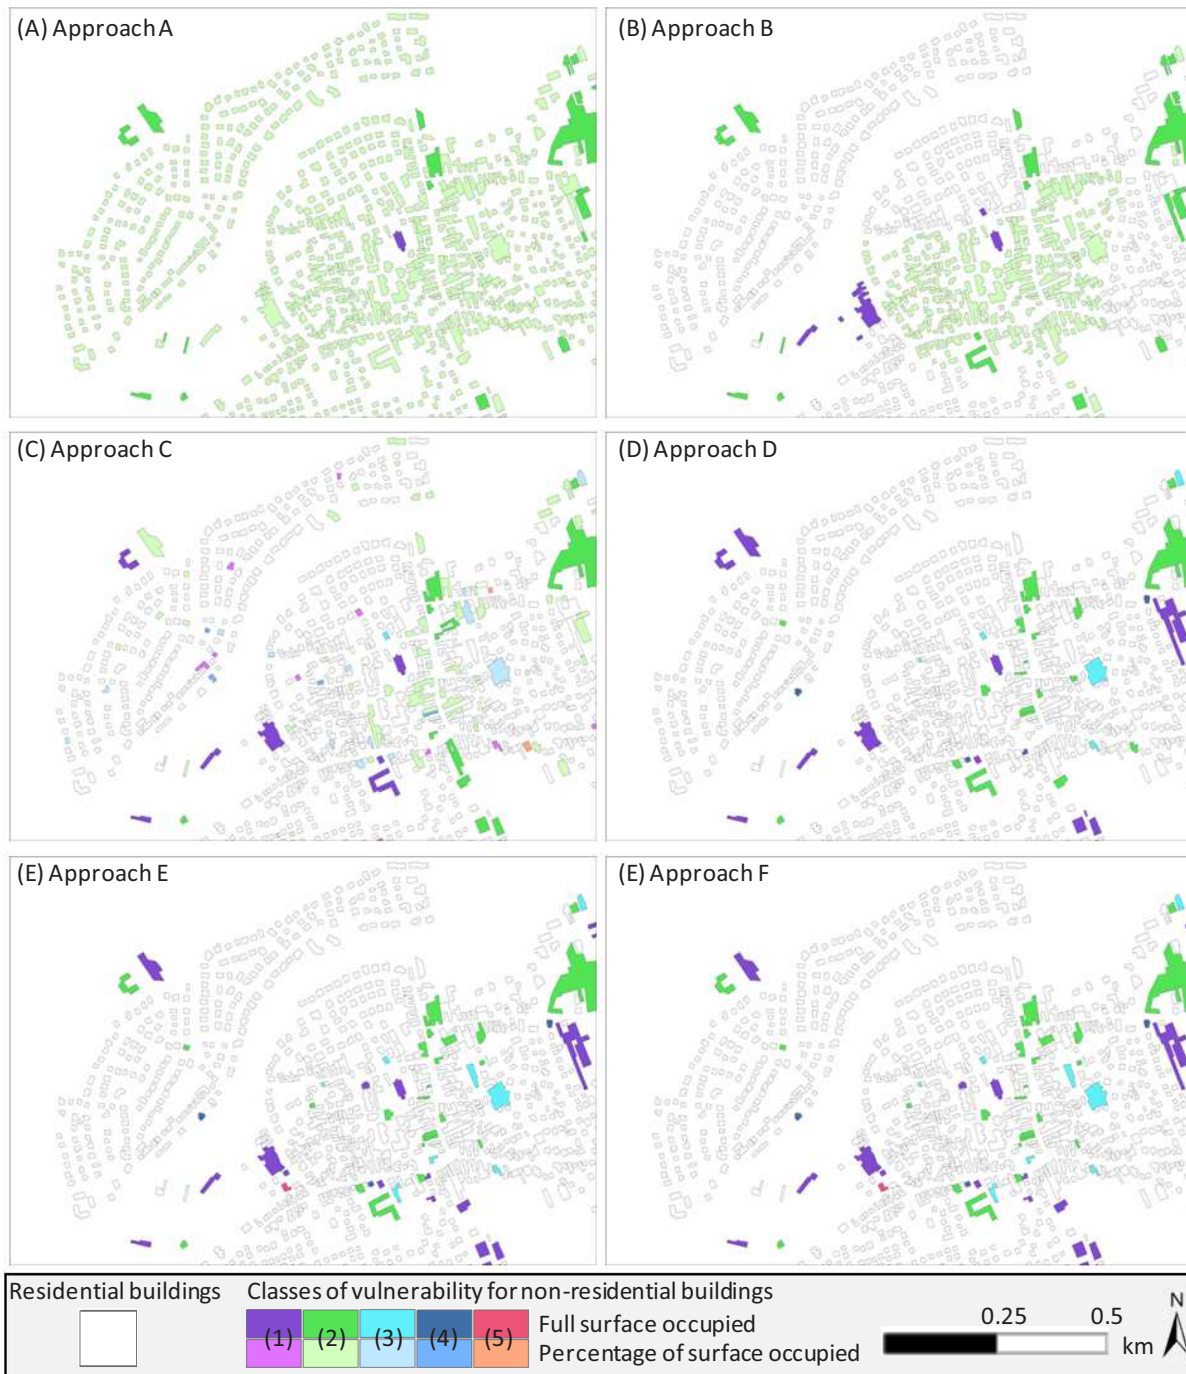 (A) Approach A
(B) Approach B
(C) Approach C
(D) Approach D
(E) Approach E
(E) Approach F
Residential buildings
Classes of vulnerability for non-residential buildings
(1) (2) (3) (4) (5)
Full surface occupied
Percentage of surface occupied
0.25 0.5
km
N